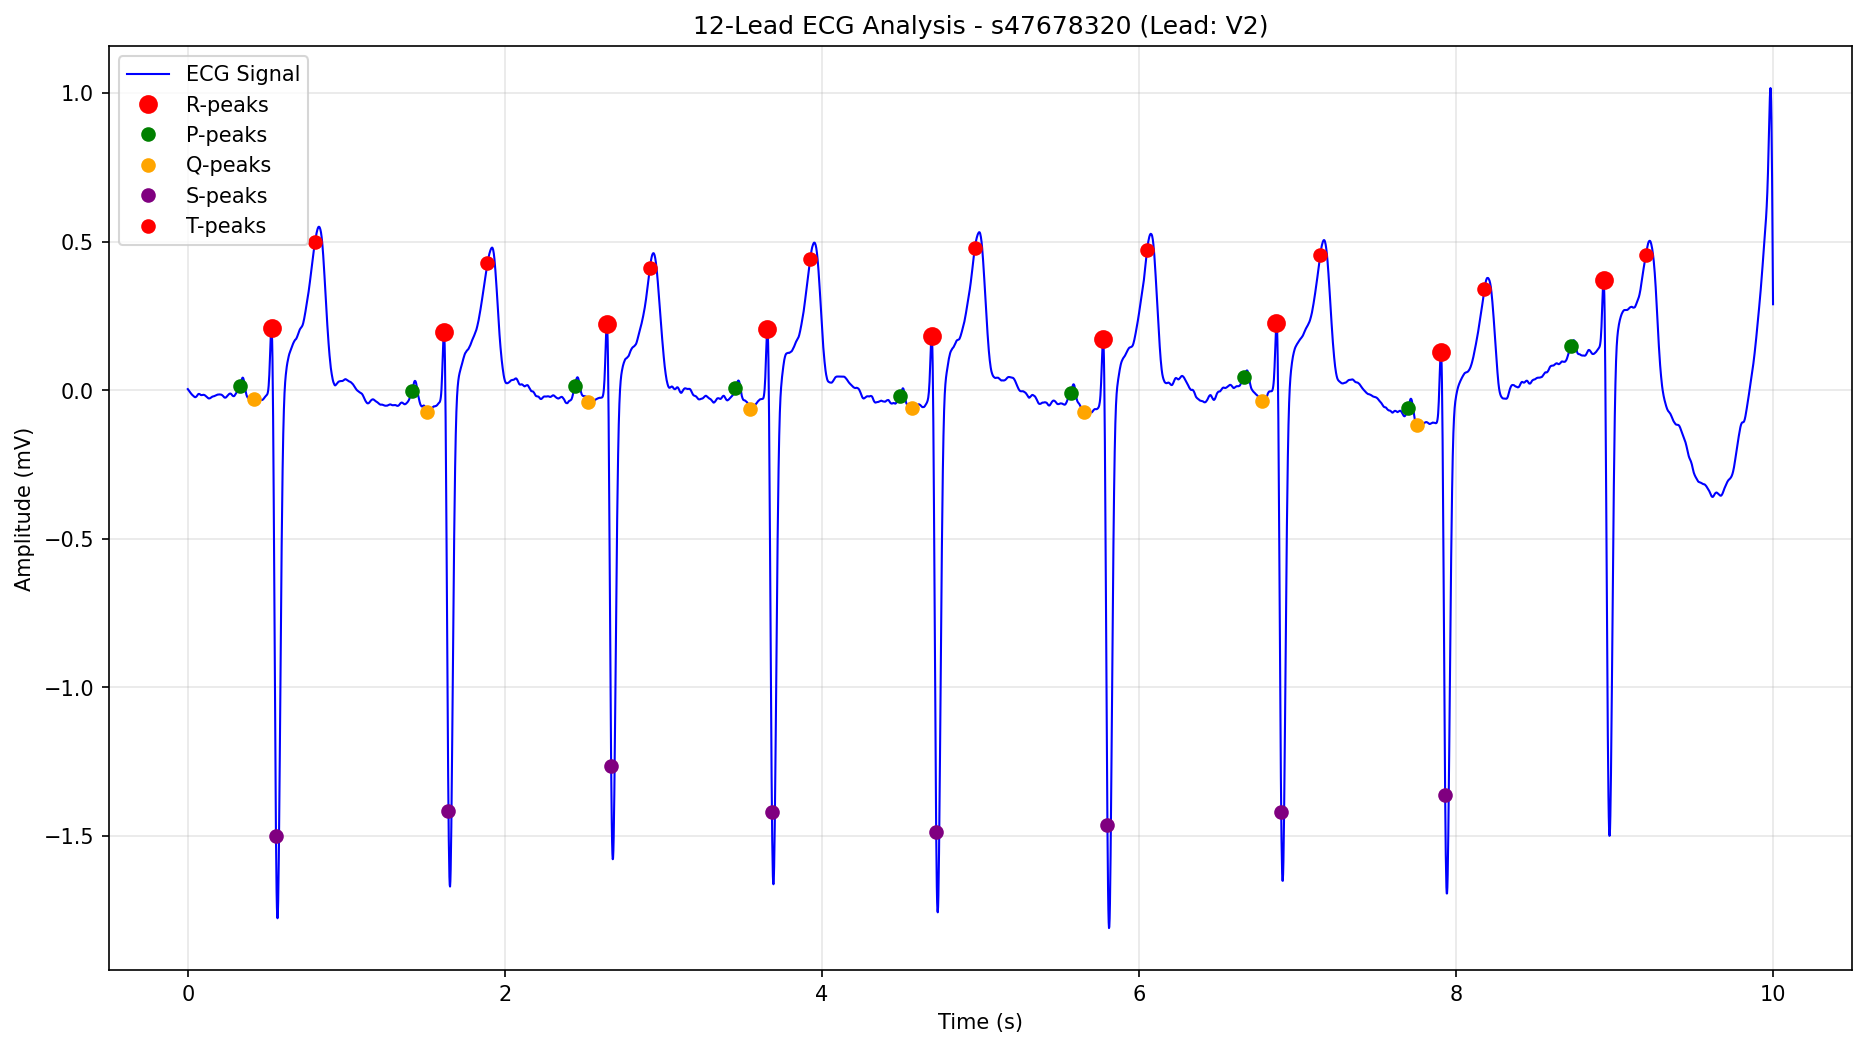 12-Lead ECG Analysis - s47678320 (Lead: V2)
ECG Signal
R-peaks
P-peaks
Q-peaks
S-peaks
T-peaks
1.0
0.5
0.0
−0.5
−1.0
−1.5
Amplitude (mV)
0 2 4 6 8 10
Time (s)